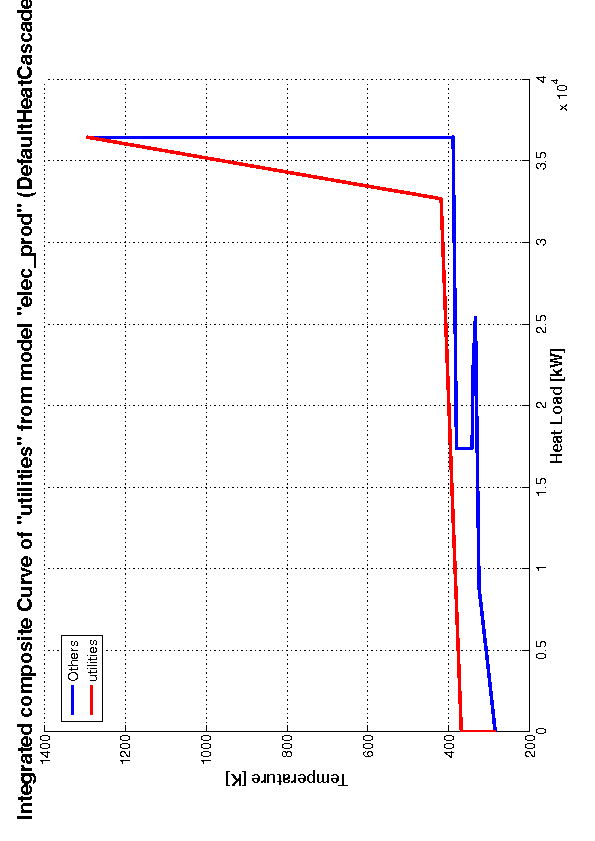 Integrated composite Curve of "utilities" from model "elec_prod" (DefaultHeatCascade
1400
1200
1000
800
600
400
200
Temperature [K]
0
0.5
1
1.5
2
2.5
3
3.5
4
x 10^4
Heat Load [kW]
Others
utilities